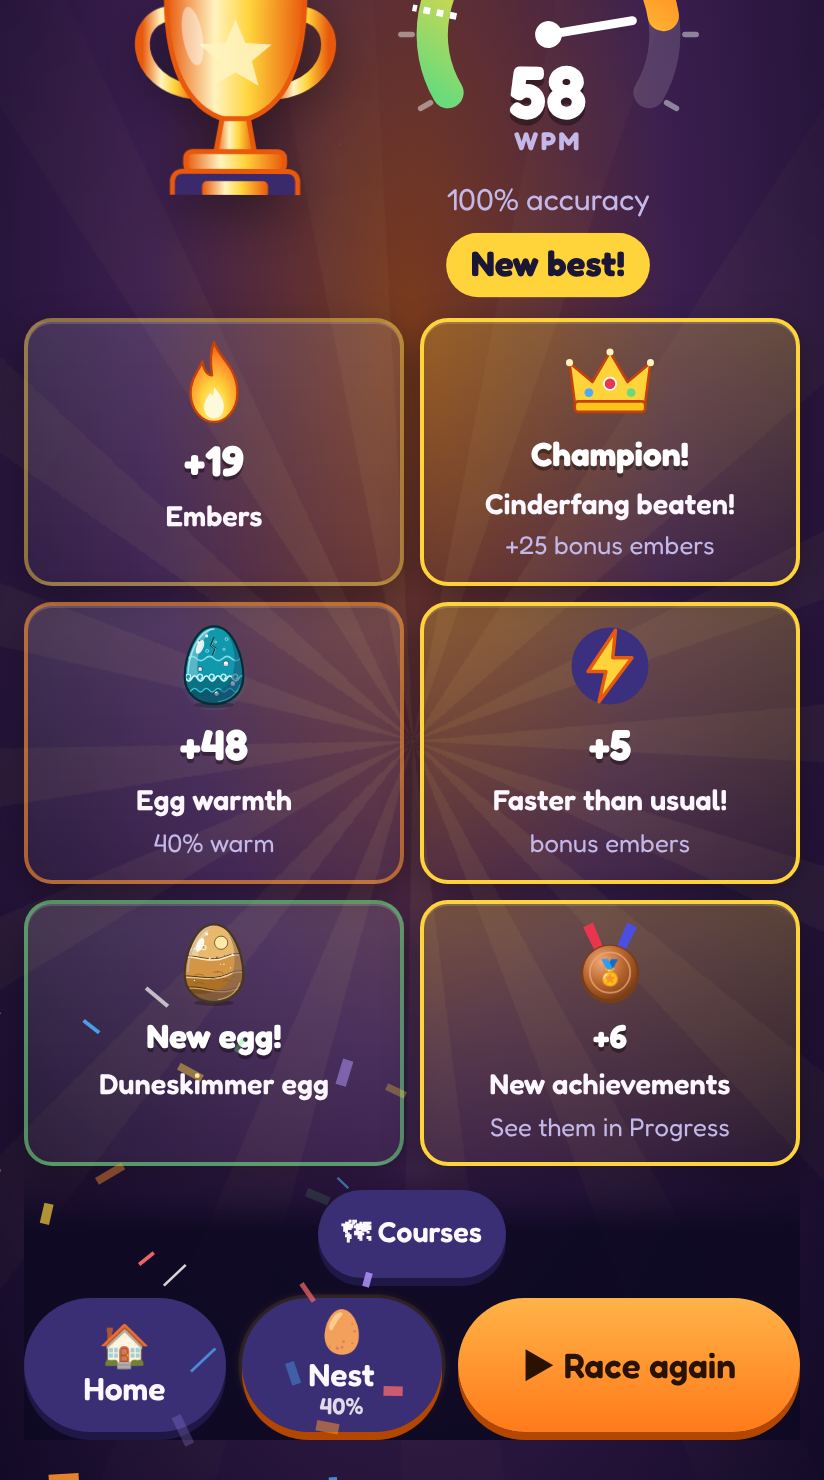 58
WPM
100% accuracy
New best!
+19
Embers
Champion!
Cinderfang beaten!
+25 bonus embers
+48
Egg warmth
40% warm
+5
Faster than usual!
bonus embers
New egg!
Duneskimmer egg
+6
New achievements
See them in Progress
Courses
Home
Nest
40%
Race again